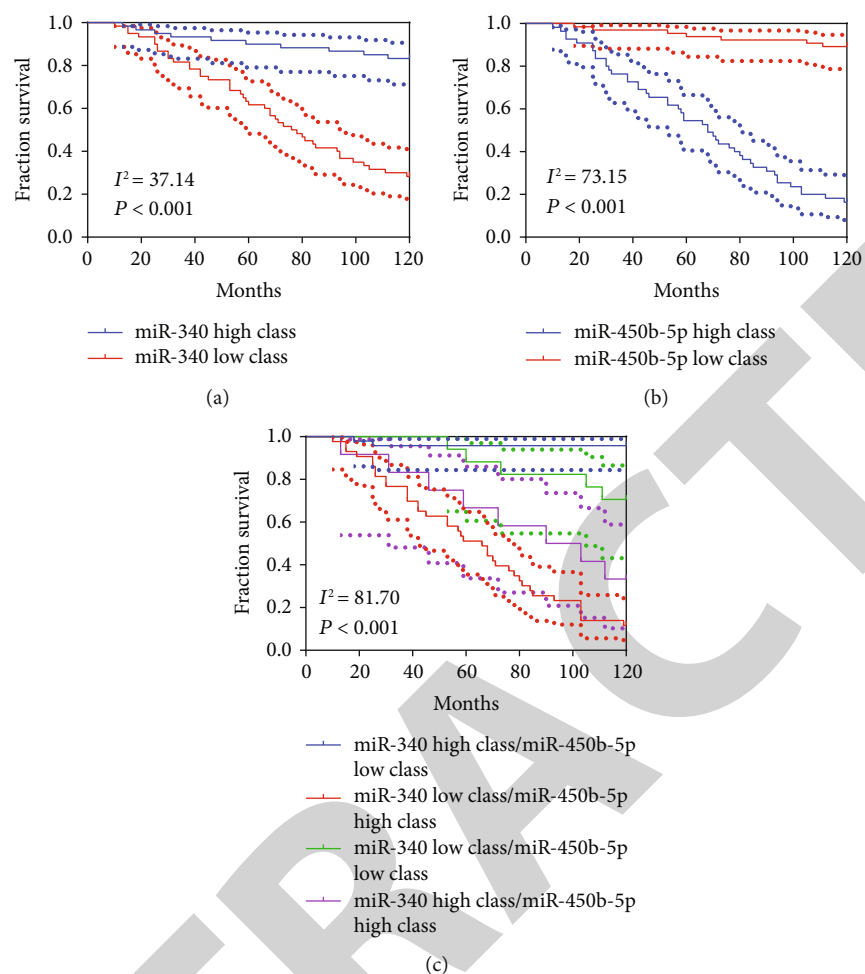 1.0
0.8
0.6
0.4
0.2
0.0
Fraction survival
I² = 37.14
P < 0.001
0 20 40 60 80 100 120
Months
miR-340 high class
miR-340 low class
(a)
1.0
0.8
0.6
0.4
0.2
0.0
Fraction survival
I² = 73.15
P < 0.001
0 20 40 60 80 100 120
Months
miR-450b-5p high class
miR-450b-5p low class
(b)
1.0
0.8
0.6
0.4
0.2
0.0
Fraction survival
I² = 81.70
P < 0.001
0 20 40 60 80 100 120
Months
miR-340 high class/miR-450b-5p
low class
miR-340 low class/miR-450b-5p
high class
miR-340 low class/miR-450b-5p
low class
miR-340 high class/miR-450b-5p
high class
(c)
TRACT